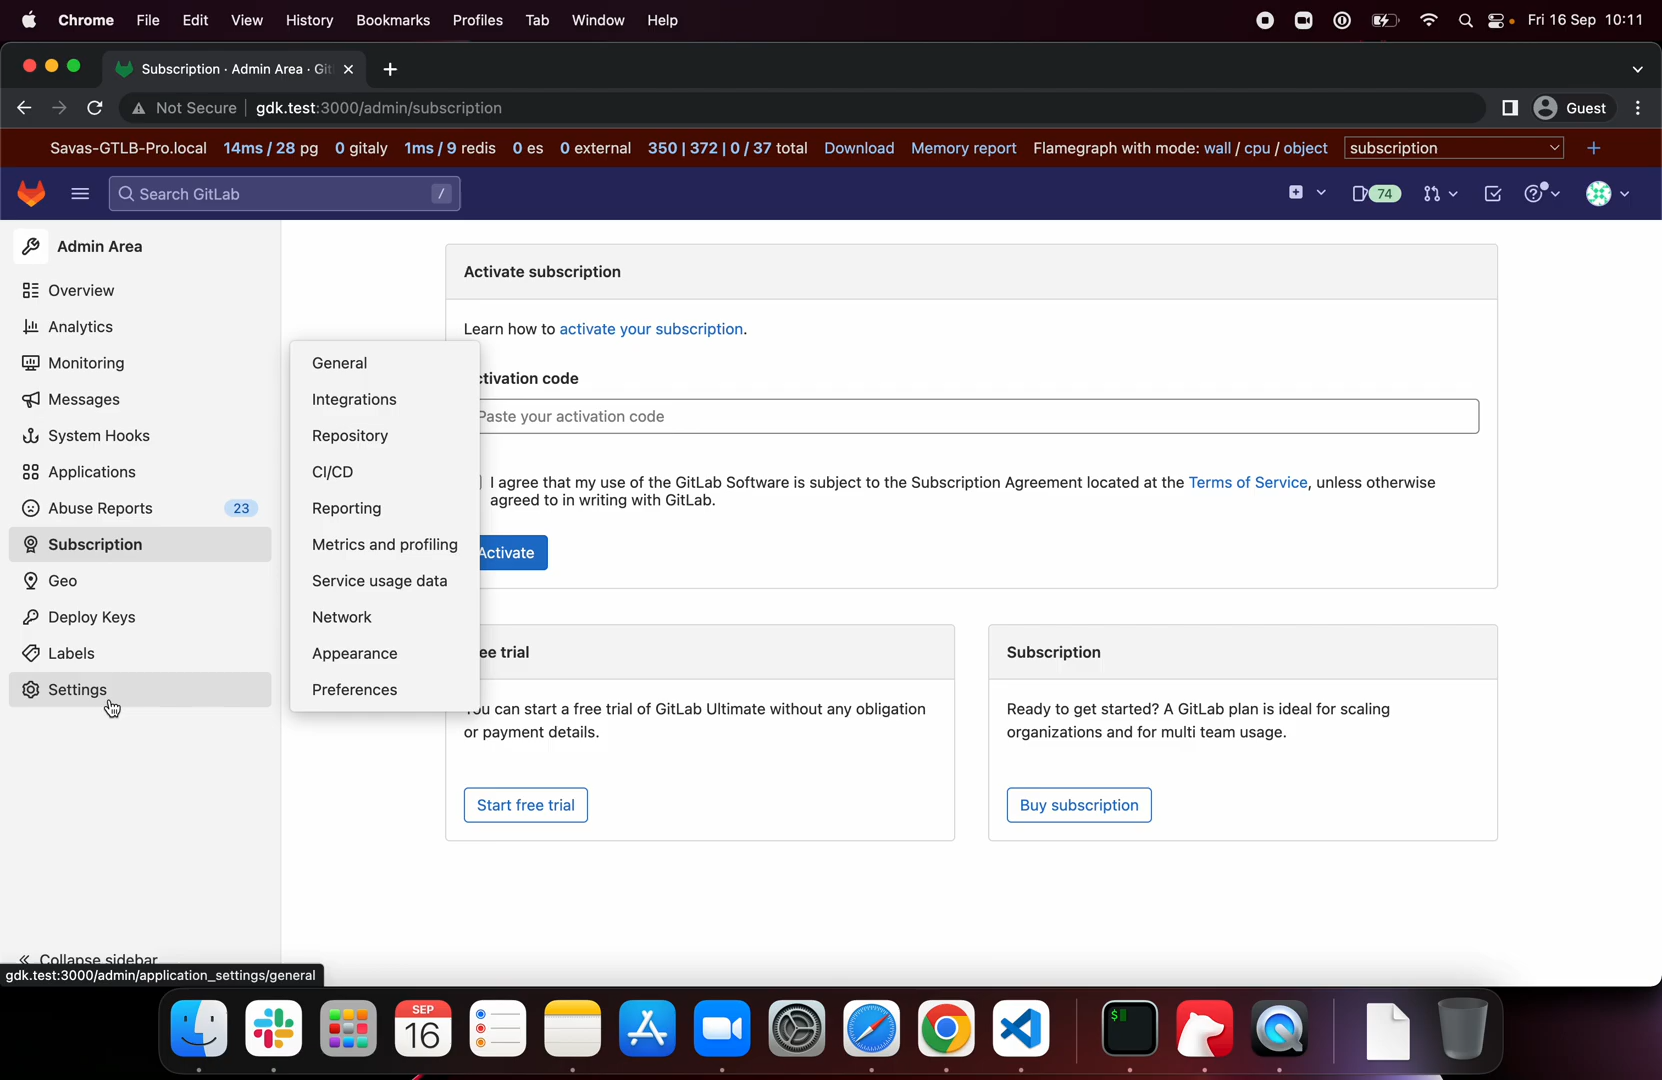 Chrome File Edit View History Bookmarks Profiles Tab Window Help Fri 16 Sep 10:11
Subscription · Admin Area · Git
Not Secure gdk.test:3000/admin/subscription Guest
Savas-GTLB-Pro.local 14ms / 28 pg 0 gitaly 1ms / 9 redis 0 es 0 external 350 | 372 | 0 / 37 total Download Memory report Flamegraph with mode: wall / cpu / object subscription +
Search GitLab / 74
Admin Area
Overview
Analytics
Monitoring
Messages
System Hooks
Applications
Abuse Reports 23
Subscription
Geo
Deploy Keys
Labels
Settings
« Collapse sidebar
gdk.test:3000/admin/application_settings/general
General
Integrations
Repository
CI/CD
Reporting
Metrics and profiling
Service usage data
Network
Appearance
Preferences
Activate subscription
Learn how to activate your subscription.
ctivation code
Paste your activation code
I agree that my use of the GitLab Software is subject to the Subscription Agreement located at the Terms of Service, unless otherwise
agreed to in writing with GitLab.
Activate
ee trial
You can start a free trial of GitLab Ultimate without any obligation
or payment details.
Start free trial
Subscription
Ready to get started? A GitLab plan is ideal for scaling
organizations and for multi team usage.
Buy subscription
SEP
16
$